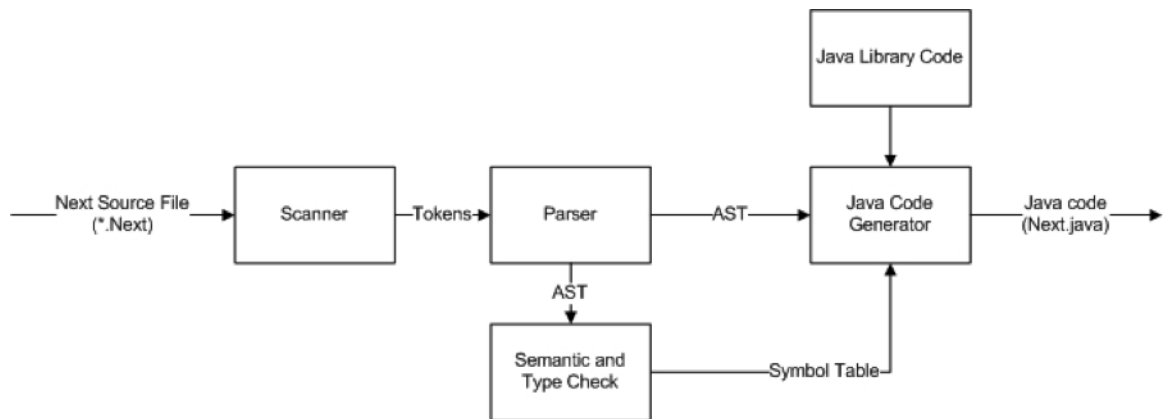 Java Library Code
Next Source File
(*.Next)
Scanner
Tokens
Parser
AST
Java Code
Generator
Java code
(Next.java)
AST
Semantic and
Type Check
Symbol Table